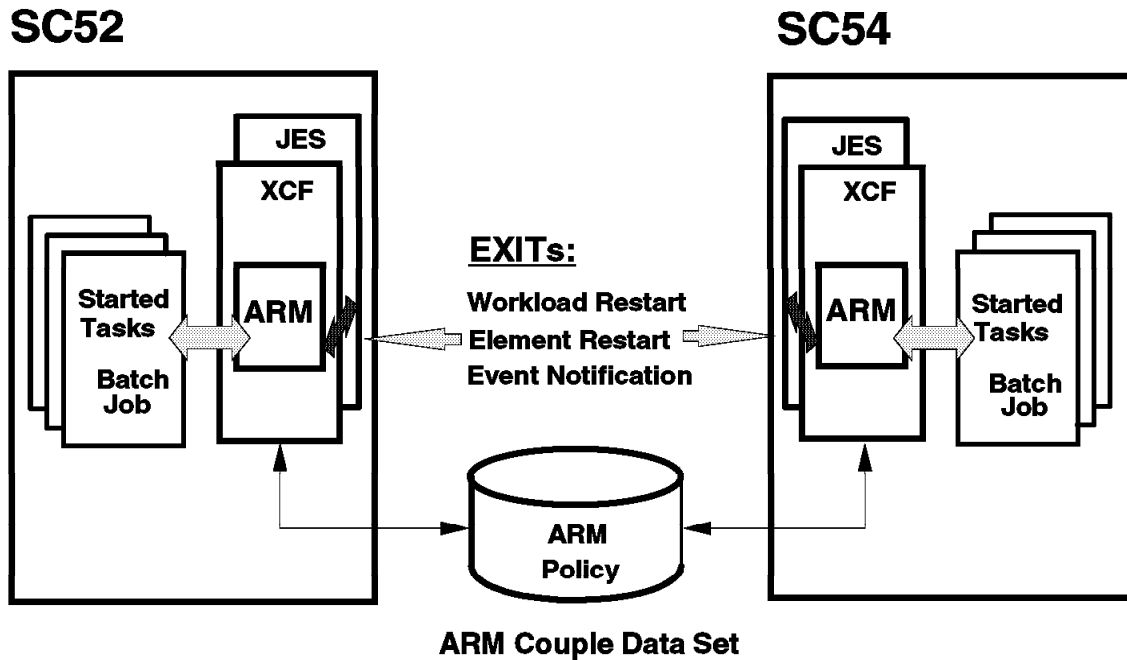 SC52
SC54
JES
XCF
ARM
Started
Tasks
Batch
Job
EXITs:
Workload Restart
Element Restart
Event Notification
JES
XCF
ARM
Started
Tasks
Batch
Job
ARM
Policy
ARM Couple Data Set